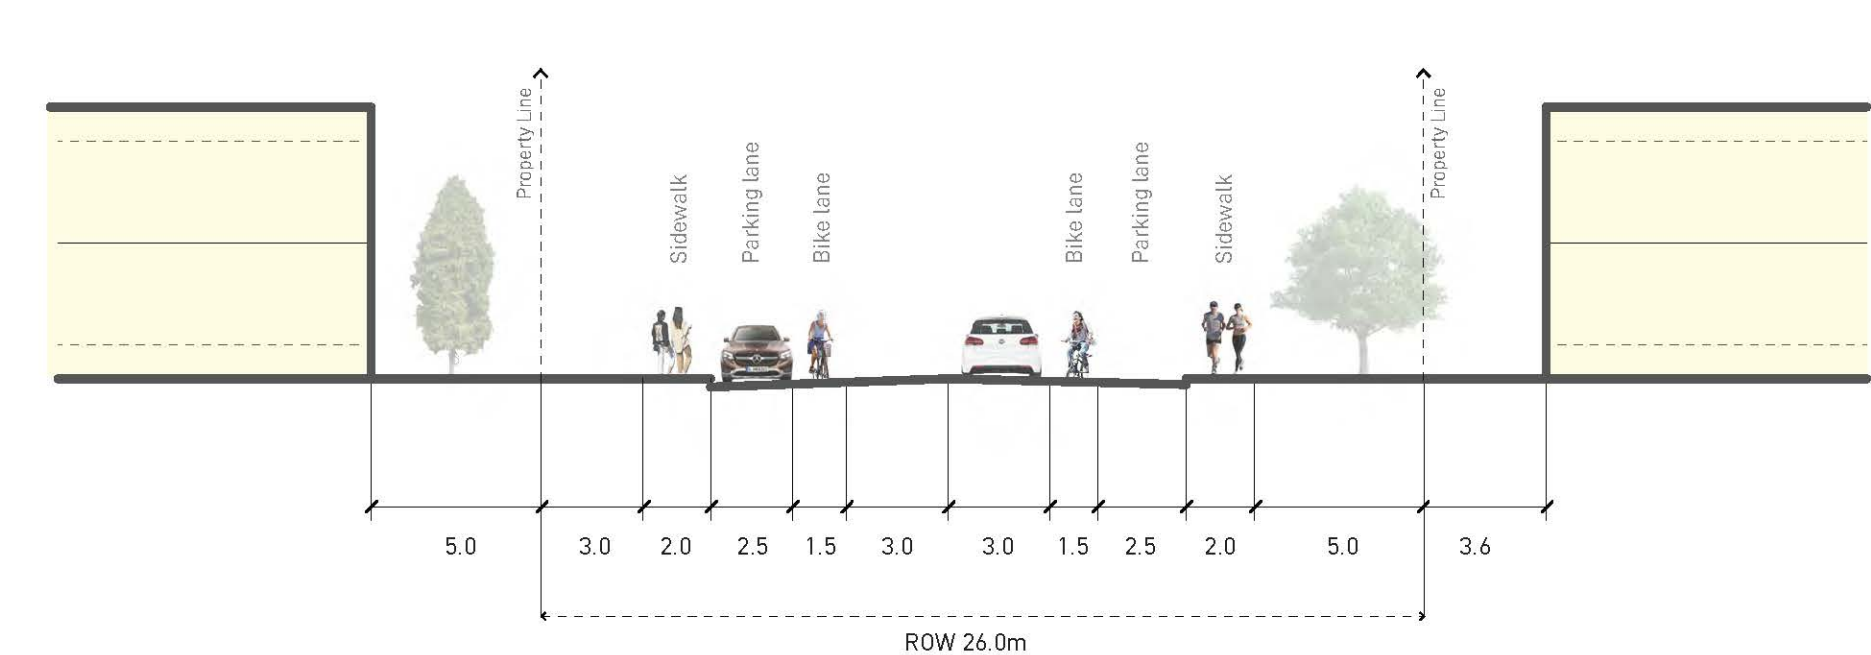 Property Line
Sidewalk
Parking lane
Bike lane
Bike lane
Parking lane
Sidewalk
Property Line
5.0 3.0 2.0 2.5 1.5 3.0 3.0 1.5 2.5 2.0 5.0 3.6
ROW 26.0m